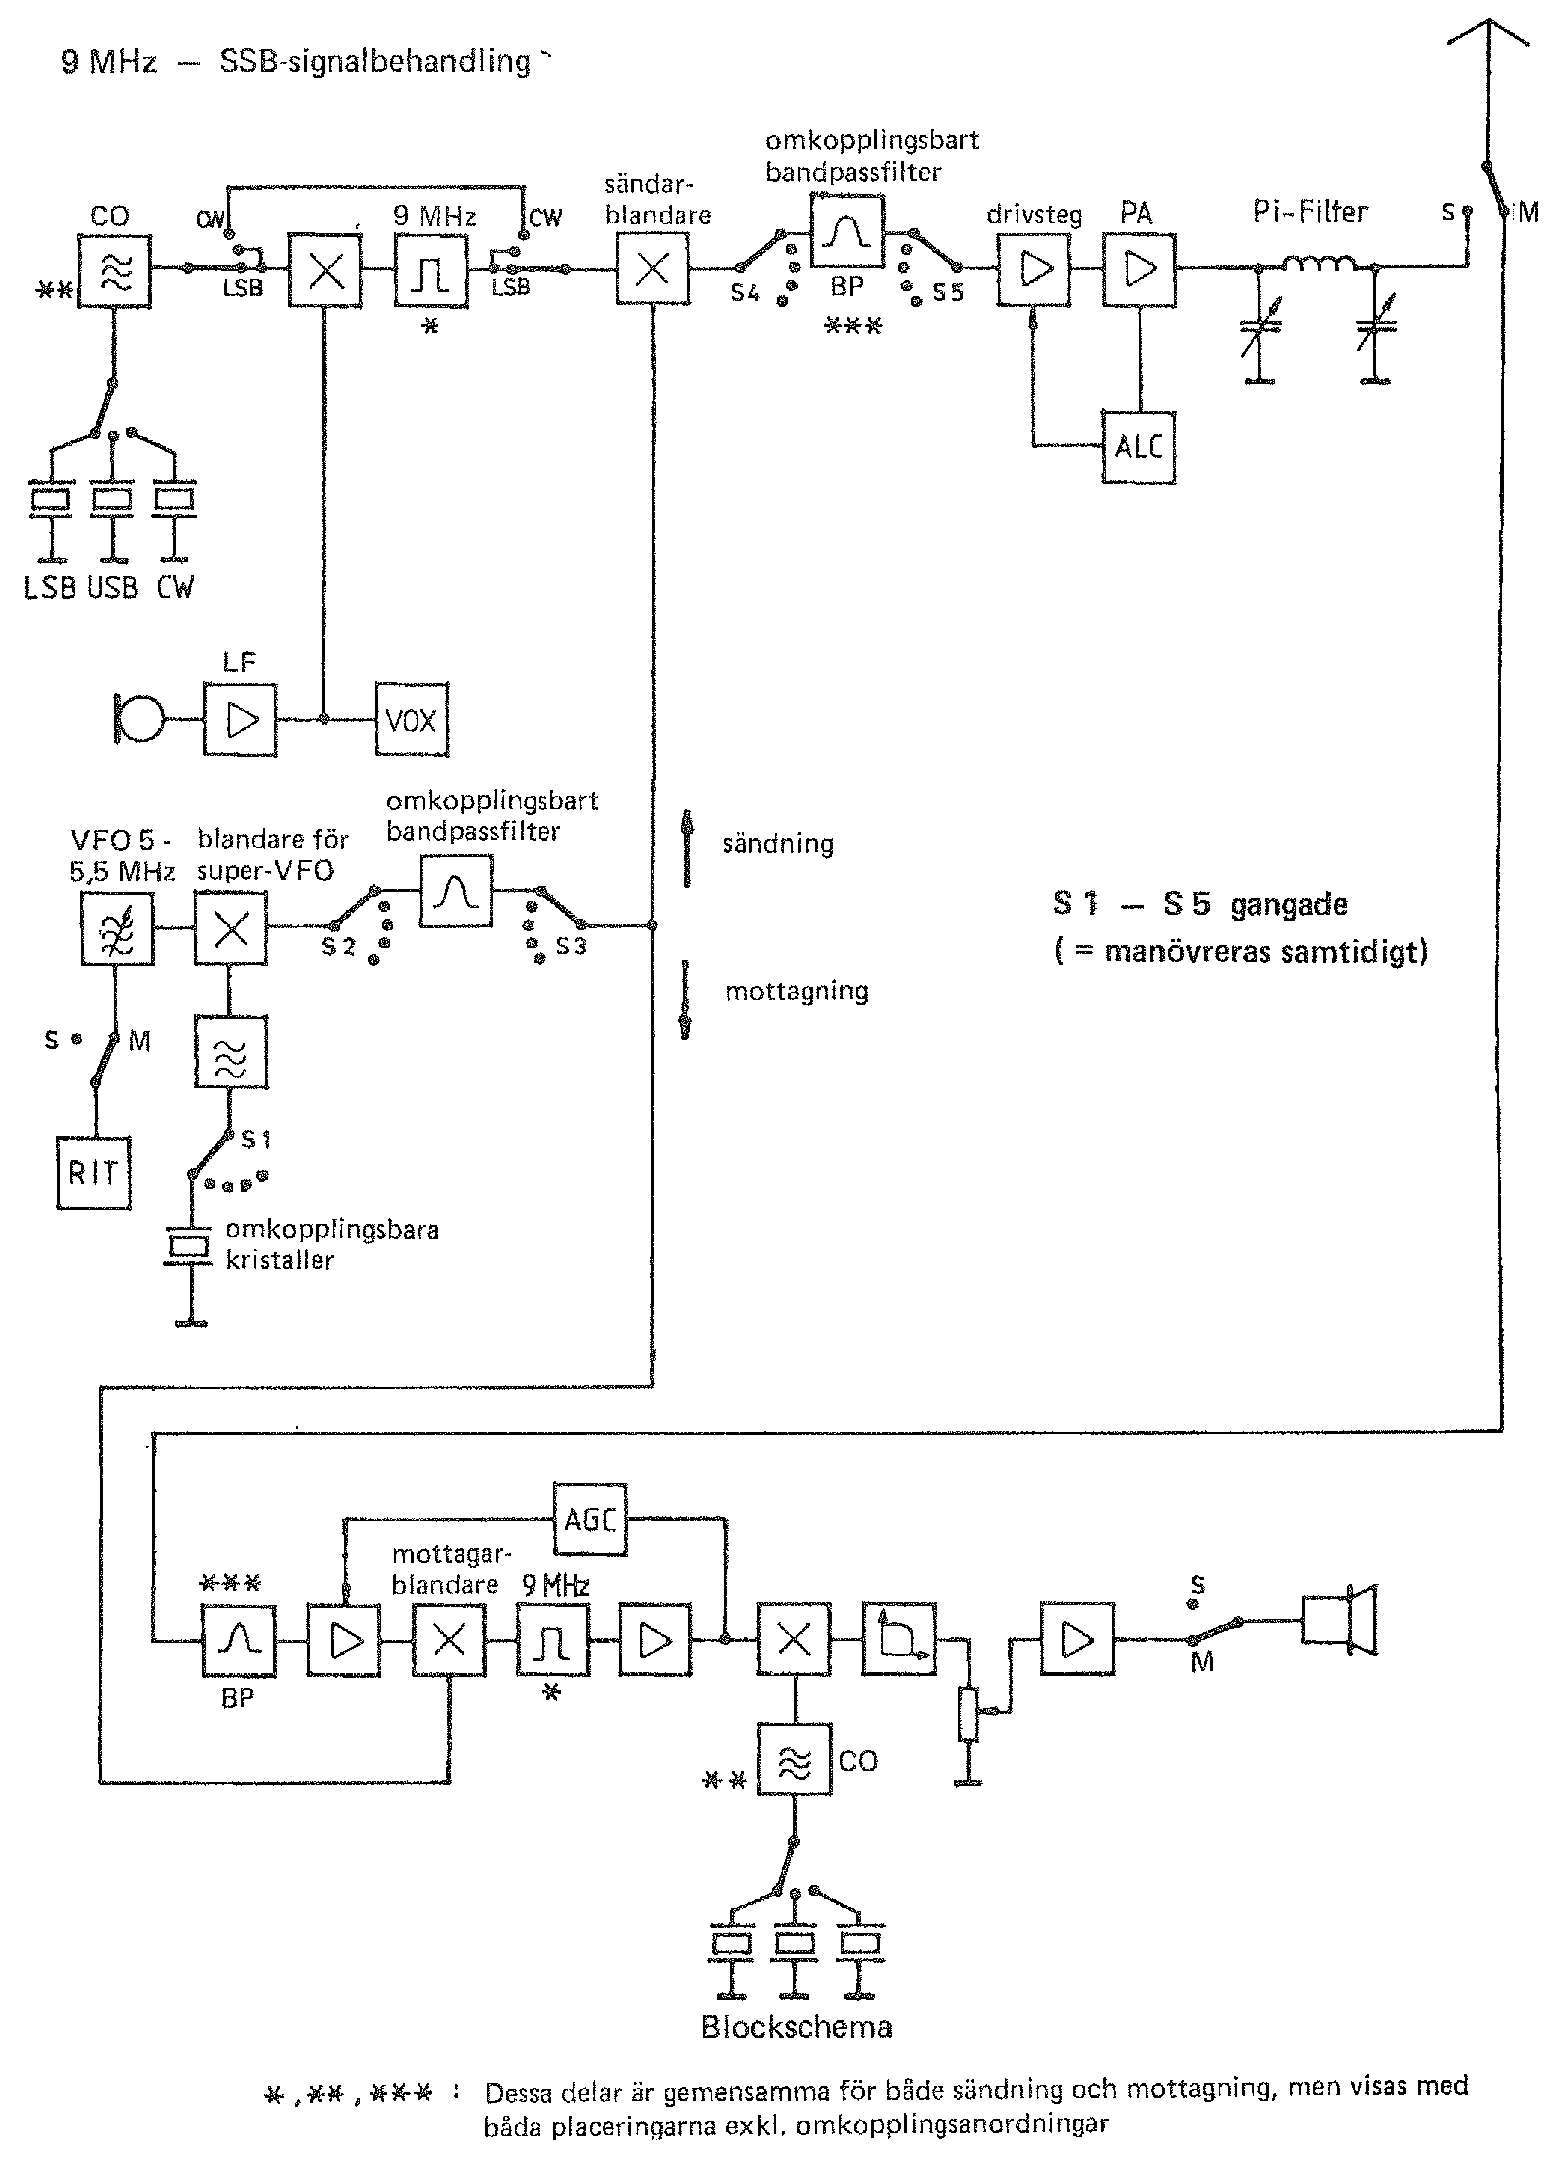 9 MHz — SSB-signalbehandling
omkopplingsbart
bandpassfilter
sändar-
blandare
CO
CW
9 MHz
CW
drivsteg
PA
Pi-Filter
S
M
**
LSB
*
LSB
S4
BP
S5
***
ALC
LSB USB CW
LF
VOX
omkopplingsbart
bandpassfilter
VFO 5 -
5,5 MHz
blandare för
super-VFO
sändning
S2
S3
S 1 — S 5 gangade
( = manövreras samtidigt)
mottagning
S
M
S1
RIT
omkopplingsbara
kristaller
AGC
mottagar-
blandare
***
9 MHz
S
M
BP
*
CO
**
Blockschema
*, **, *** : Dessa delar är gemensamma för både sändning och mottagning, men visas med
båda placeringarna exkl. omkopplingsanordningar